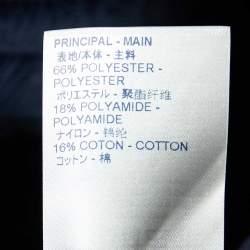 PRINCIPAL - MAIN
表地/本体 - 主料
66% POLYESTER -
POLYESTER
ポリエステル - 聚酯纤维
18% POLYAMIDE -
POLYAMIDE
ナイロン - 锦纶
16% COTON - COTTON
コットン - 棉